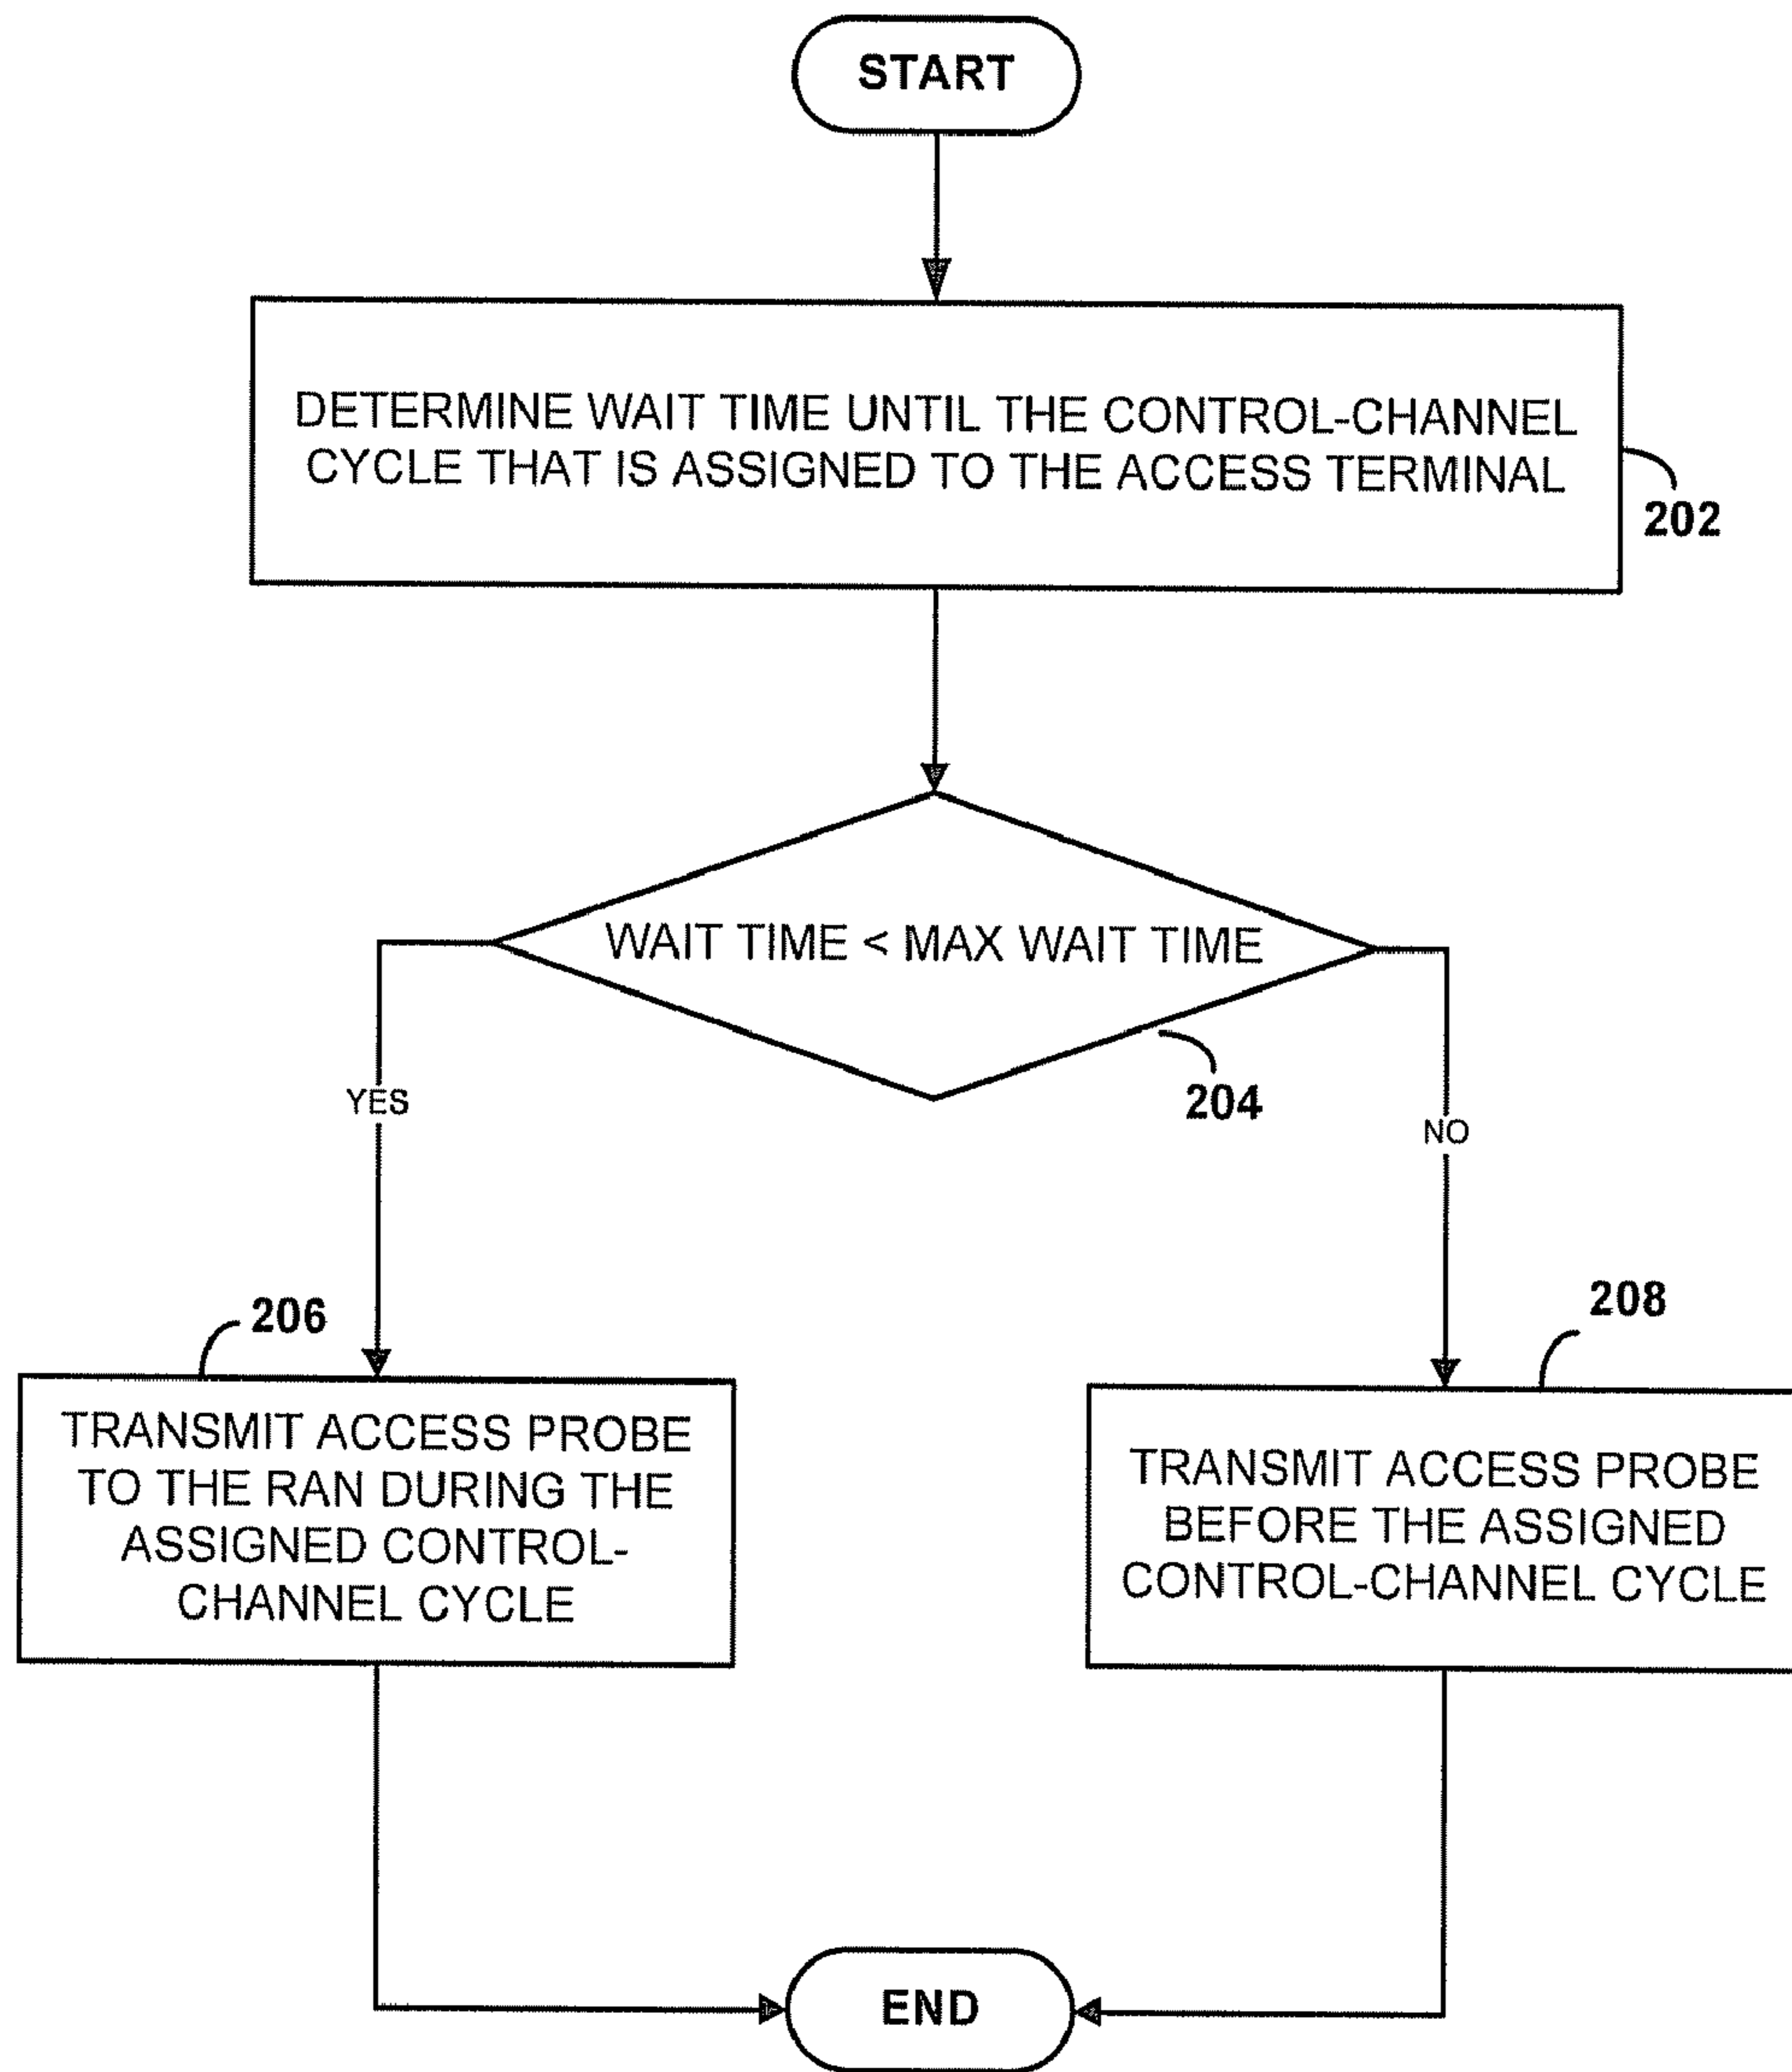 START
DETERMINE WAIT TIME UNTIL THE CONTROL-CHANNEL
CYCLE THAT IS ASSIGNED TO THE ACCESS TERMINAL
202
WAIT TIME < MAX WAIT TIME
204
YES
NO
206
TRANSMIT ACCESS PROBE
TO THE RAN DURING THE
ASSIGNED CONTROL-
CHANNEL CYCLE
208
TRANSMIT ACCESS PROBE
BEFORE THE ASSIGNED
CONTROL-CHANNEL CYCLE
END